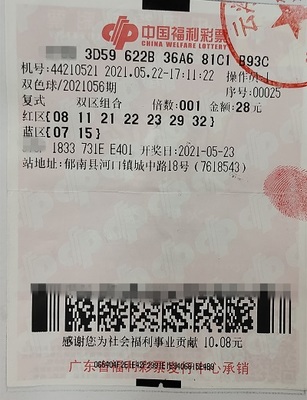 中国福利彩票
CHINA WELFARE LOTTERY
3D59 622B 36A6 81C1 B93C
机号:44210521 2021.05.22-17:11:22
双色球/2021056期 序号:00025
复式 双区组合 倍数:001 金额:28元
红区[08 11 21 22 23 29 32]
蓝区[07 15]
1833 731E E401 开奖日:2021-05-23
站地址:郁南县河口镇城中路18号(7618543)
感谢您为社会福利事业贡献 10.08元
广东省福利彩票发行中心承销